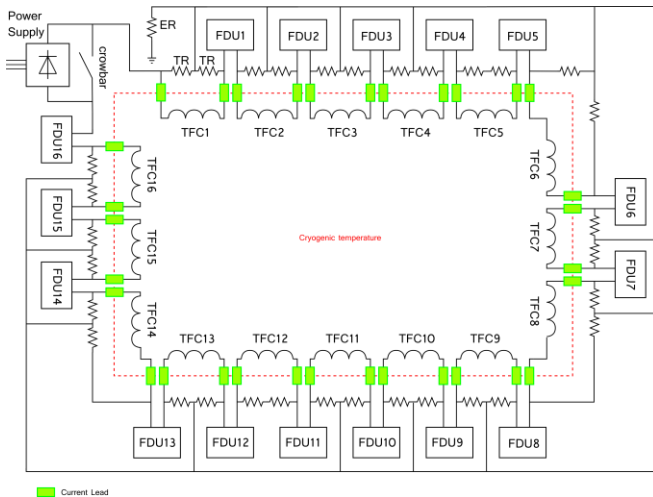 Power
Supply
crowbar
ER
TR TR
FDU1 FDU2 FDU3 FDU4 FDU5
TFC1 TFC2 TFC3 TFC4 TFC5
FDU16
TFC16
TFC6
FDU15
FDU6
TFC15
Cryogenic temperature
TFC7
FDU14
FDU7
TFC14
TFC8
TFC13 TFC12 TFC11 TFC10 TFC9
FDU13 FDU12 FDU11 FDU10 FDU9 FDU8
Current Lead